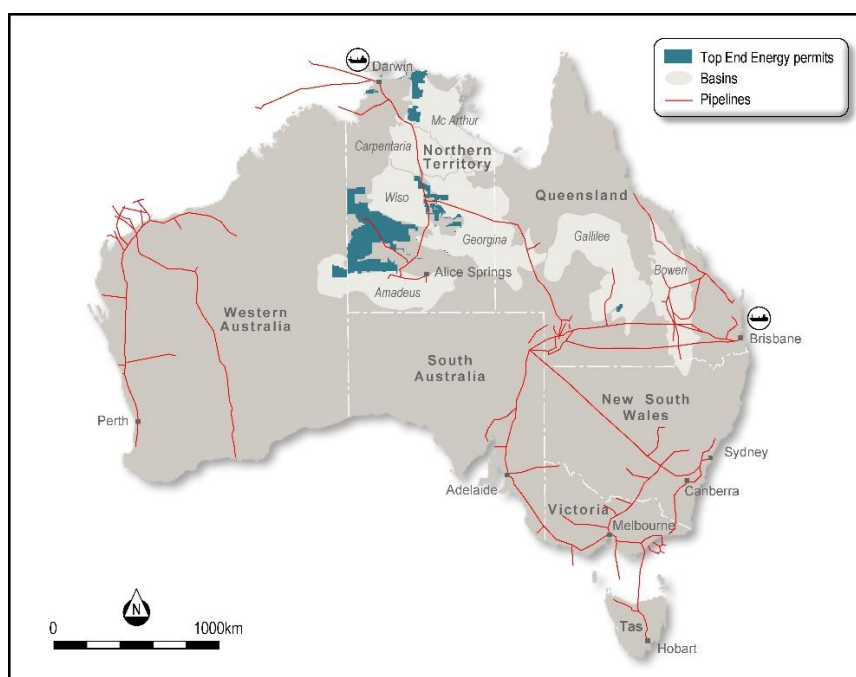 Top End Energy permits
Basins
Pipelines
Darwin
Mc Arthur
Carpentaria
Northern
Territory
Queensland
Wiso
Georgina
Gallilee
Bowen
Alice Springs
Amadeus
Western
Australia
Brisbane
South
Australia
New South
Wales
Perth
Sydney
Adelaide
Canberra
Victoria
Melbourne
N
0
1000km
Tas
Hobart